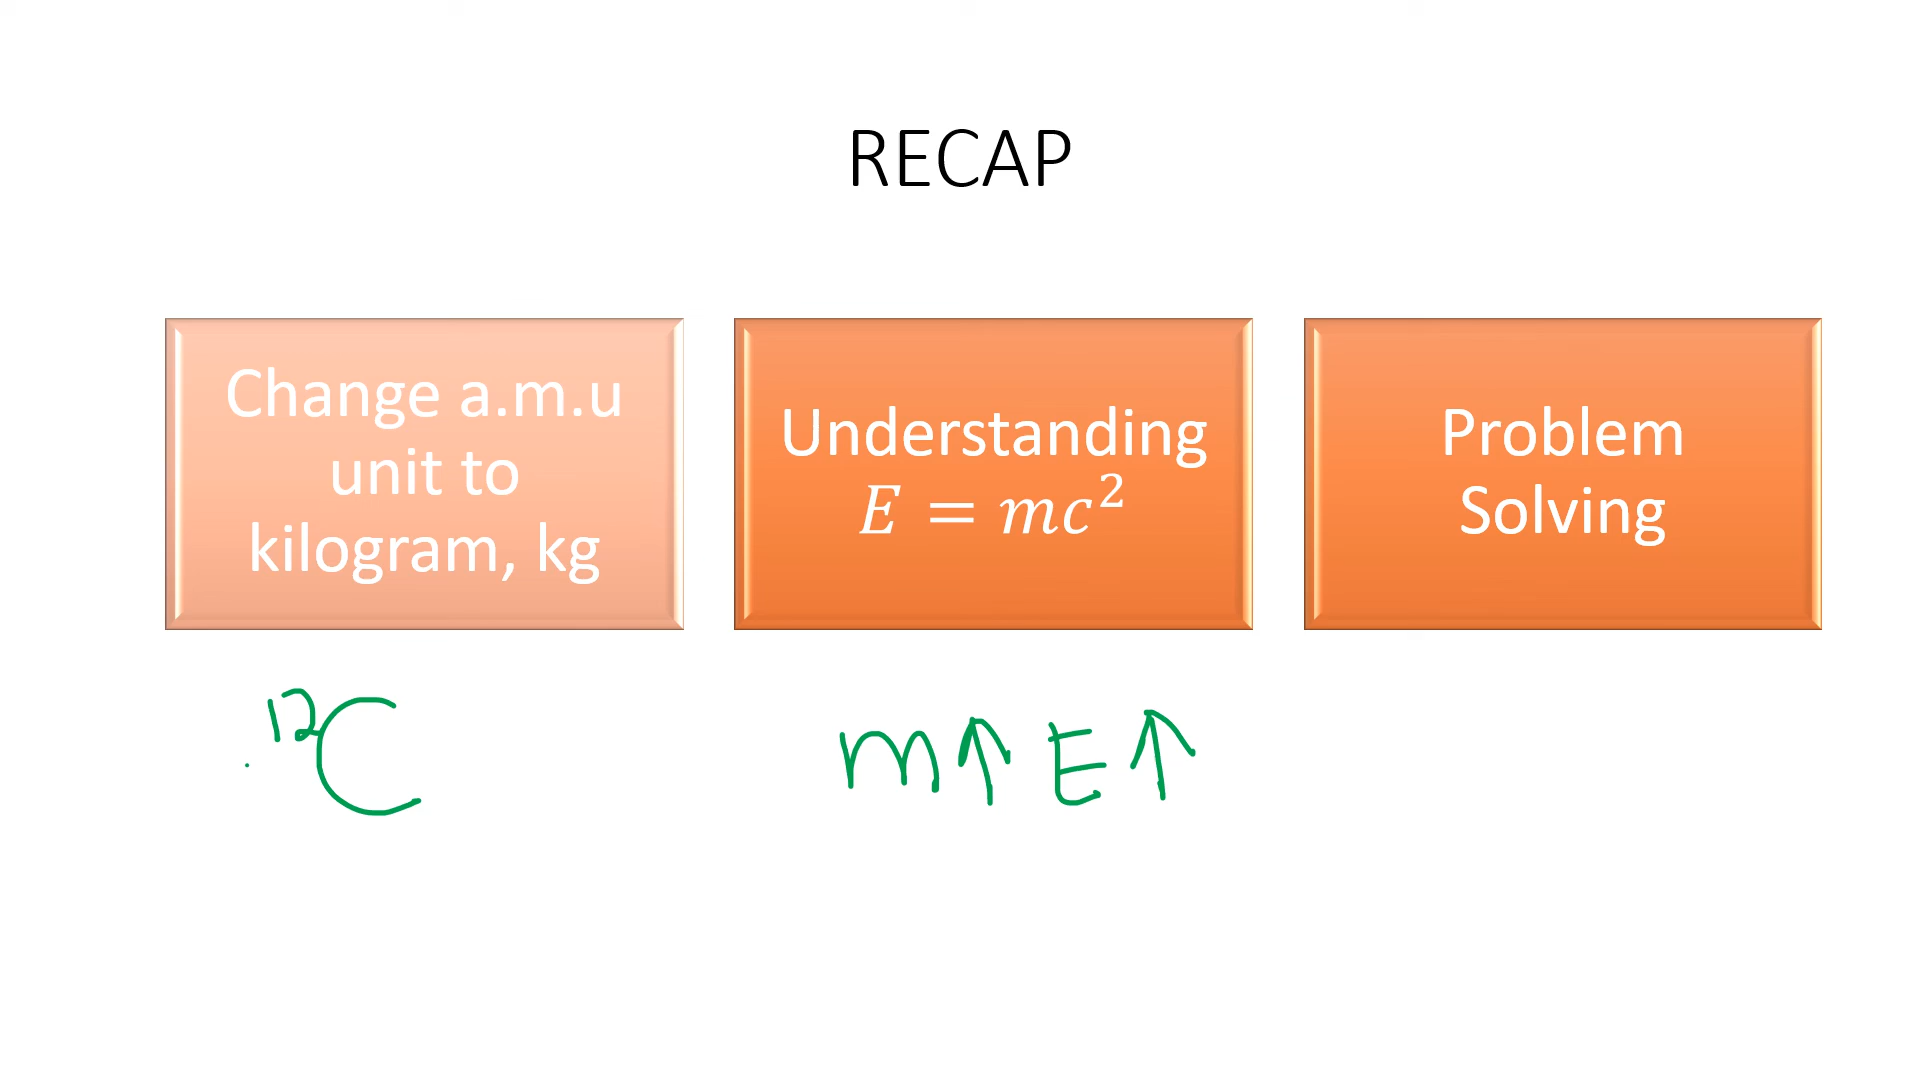 RECAP
Change a.m.u
unit to
kilogram, kg
Understanding
E = mc²
Problem
Solving
¹²C
m↑ E↑